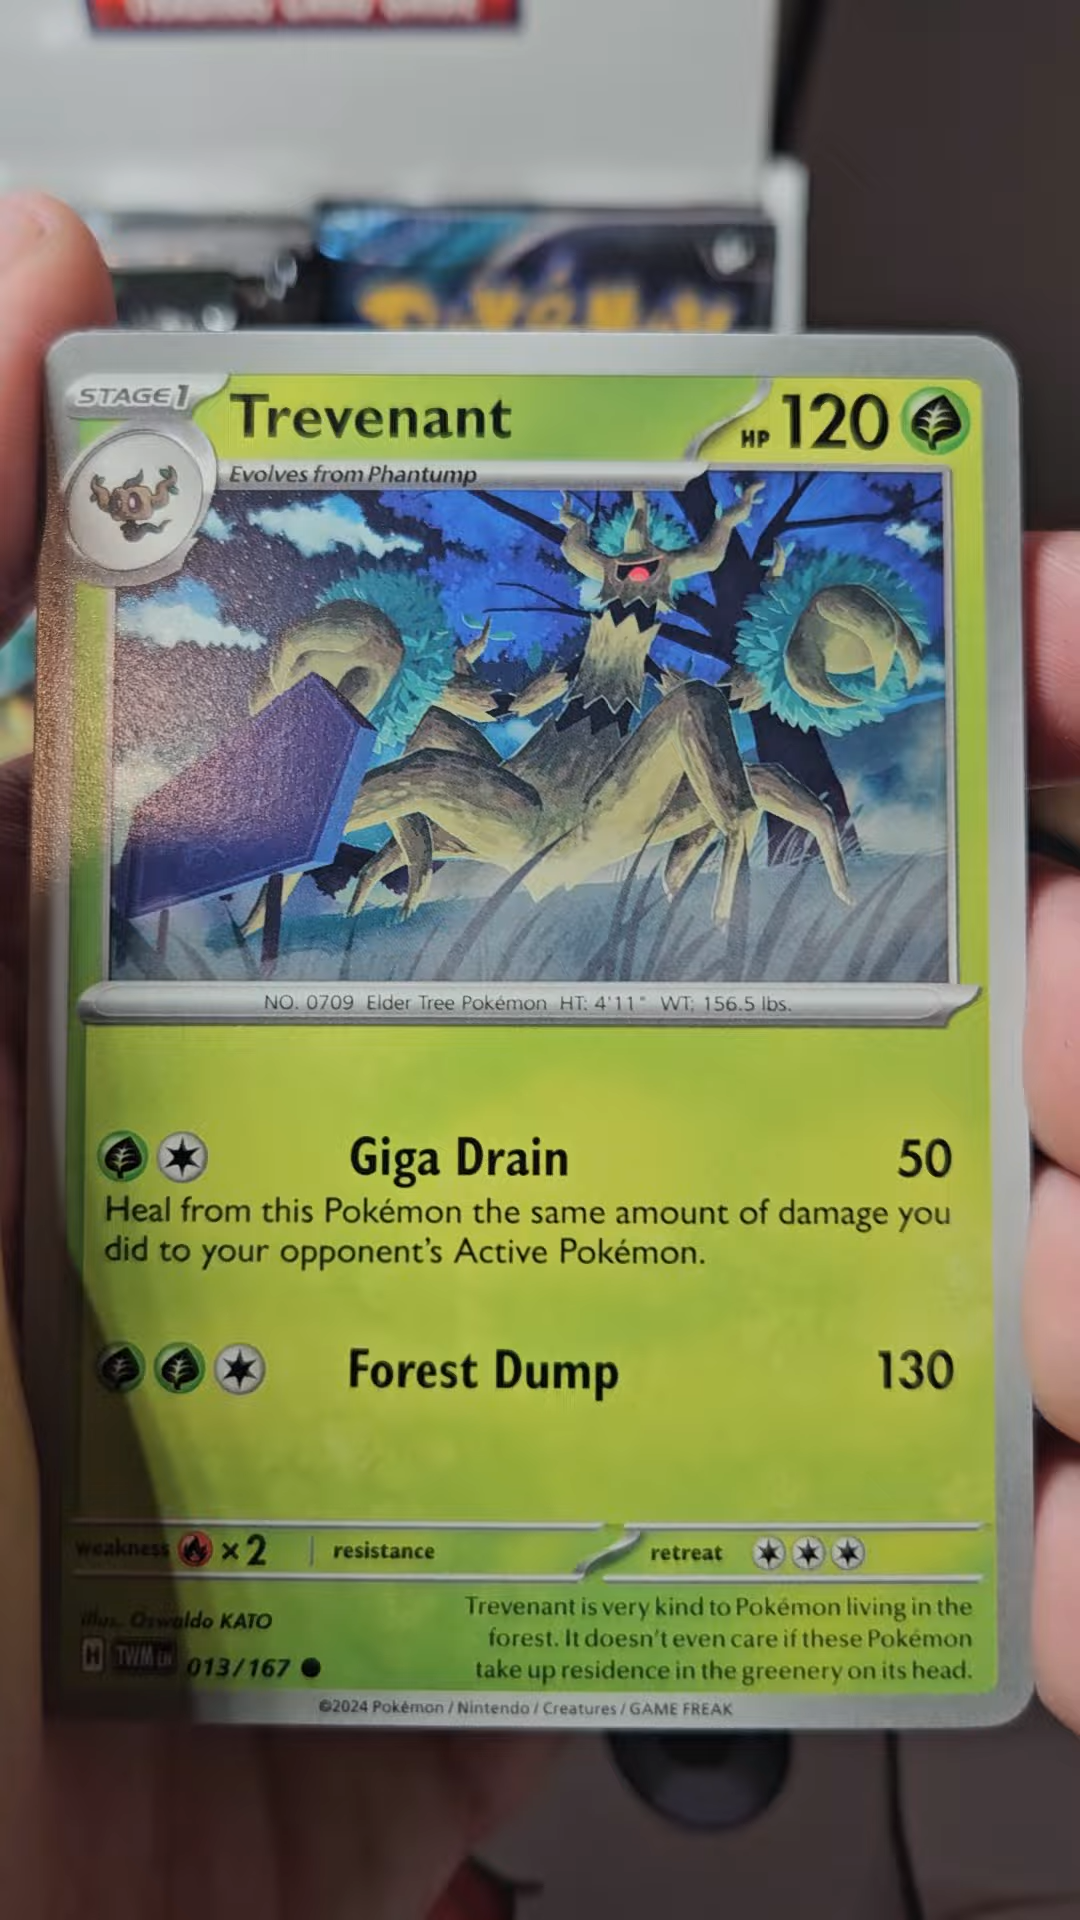 Pokémon
STAGE 1
Trevenant
HP 120
Evolves from Phantump
NO. 0709 Elder Tree Pokémon HT: 4'11" WT: 156.5 lbs.
Giga Drain 50
Heal from this Pokémon the same amount of damage you
did to your opponent's Active Pokémon.
Forest Dump 130
weakness ×2 resistance retreat
illus. Oswaldo KATO
H TWM EN 013/167
Trevenant is very kind to Pokémon living in the
forest. It doesn't even care if these Pokémon
take up residence in the greenery on its head.
©2024 Pokémon / Nintendo / Creatures / GAME FREAK